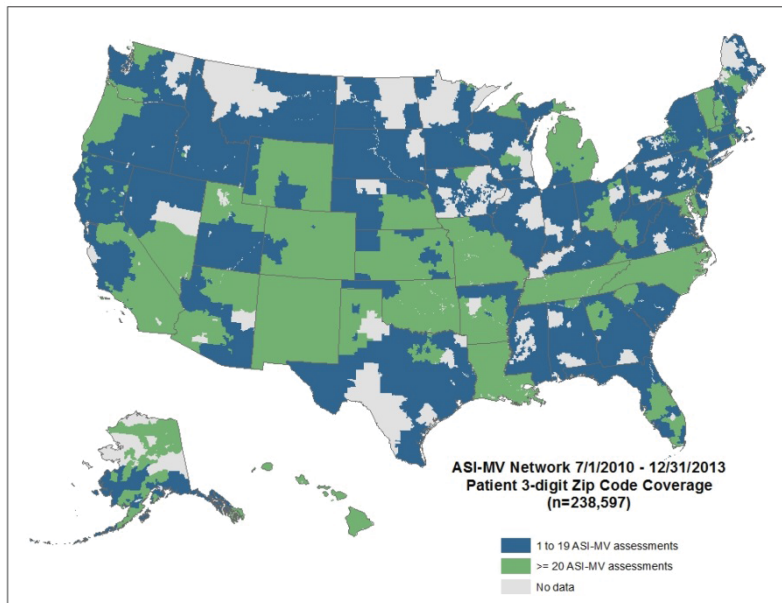 ASI-MV Network 7/1/2010 - 12/31/2013
Patient 3-digit Zip Code Coverage
(n=238,597)
1 to 19 ASI-MV assessments
>= 20 ASI-MV assessments
No data